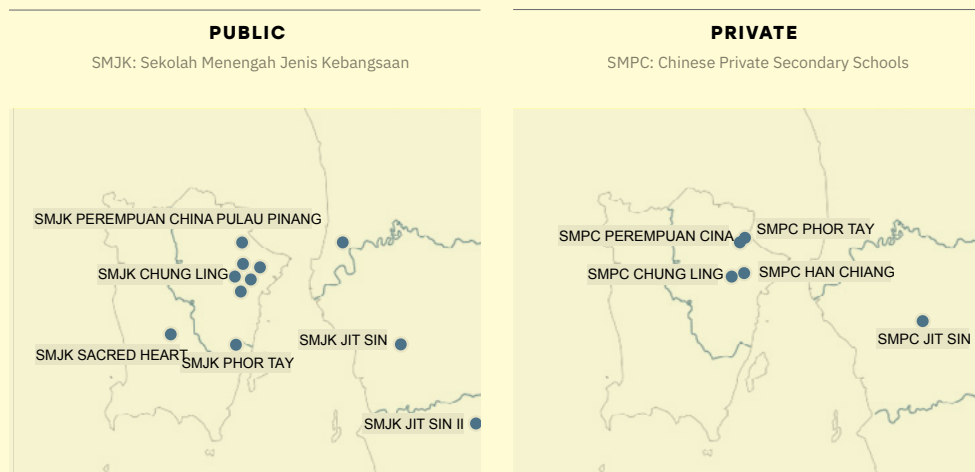 PUBLIC
SMJK: Sekolah Menengah Jenis Kebangsaan
SMJK PEREMPUAN CHINA PULAU PINANG
SMJK CHUNG LING
SMJK JIT SIN
SMJK SACRED HEART
SMJK PHOR TAY
SMJK JIT SIN II
PRIVATE
SMPC: Chinese Private Secondary Schools
SMPC PHOR TAY
SMPC PEREMPUAN CINA
SMPC CHUNG LING
SMPC HAN CHIANG
SMPC JIT SIN